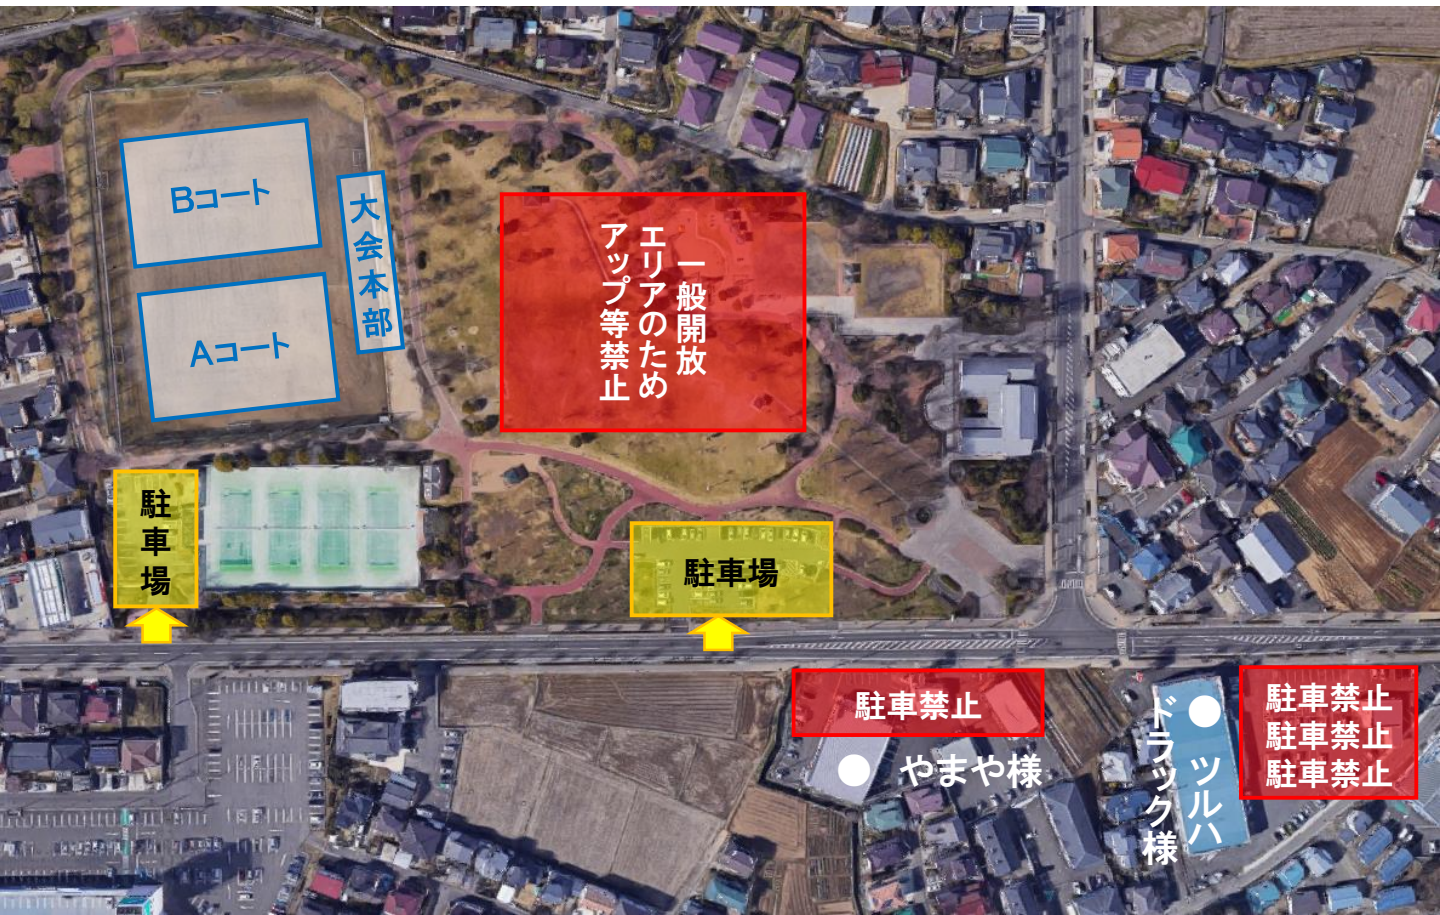 Bコート
大会本部
Aコート
一般開放
エリアのため
アップ等禁止
駐車場
駐車場
駐車禁止
やまや様
ツルハ
ドラック様
駐車禁止
駐車禁止
駐車禁止